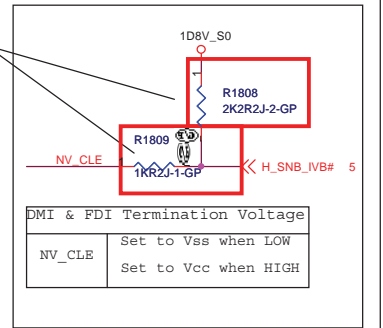 1D8V_S0
1
R1808
2K2R2J-2-GP
R1809
NV_CLE
1
1KR2J-1-GP
H_SNB_IVB# 5
DMI & FDI Termination Voltage
NV_CLE
Set to Vss when LOW
Set to Vcc when HIGH